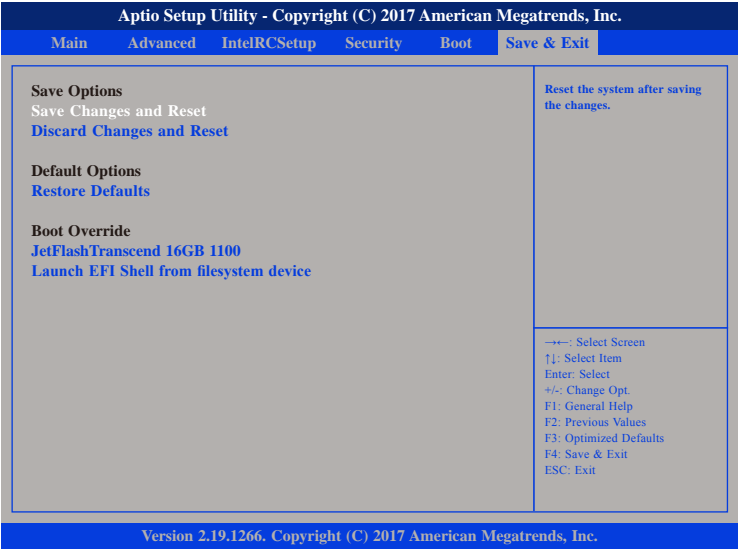 Aptio Setup Utility - Copyright (C) 2017 American Megatrends, Inc.
Main Advanced IntelRCSetup Security Boot Save & Exit
Save Options
Save Changes and Reset
Discard Changes and Reset
Default Options
Restore Defaults
Boot Override
JetFlashTranscend 16GB 1100
Launch EFI Shell from filesystem device
Reset the system after saving
the changes.
→←: Select Screen
↑↓: Select Item
Enter: Select
+/-: Change Opt.
F1: General Help
F2: Previous Values
F3: Optimized Defaults
F4: Save & Exit
ESC: Exit
Version 2.19.1266. Copyright (C) 2017 American Megatrends, Inc.